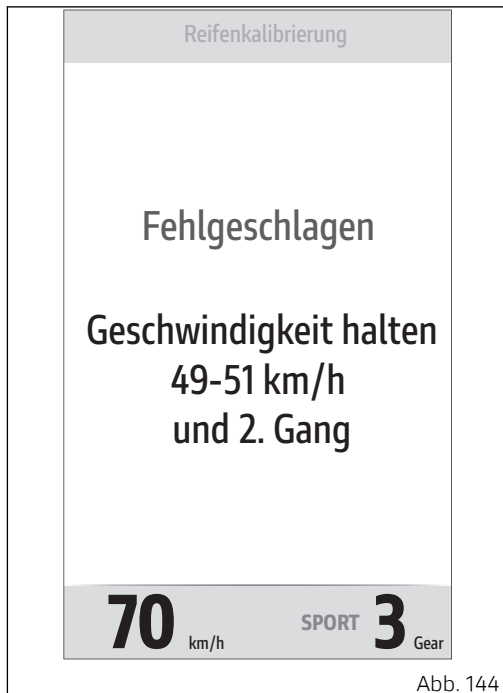 Reifenkalibrierung
Fehlgeschlagen
Geschwindigkeit halten
49-51 km/h
und 2. Gang
70 km/h SPORT 3 Gear
Abb. 144